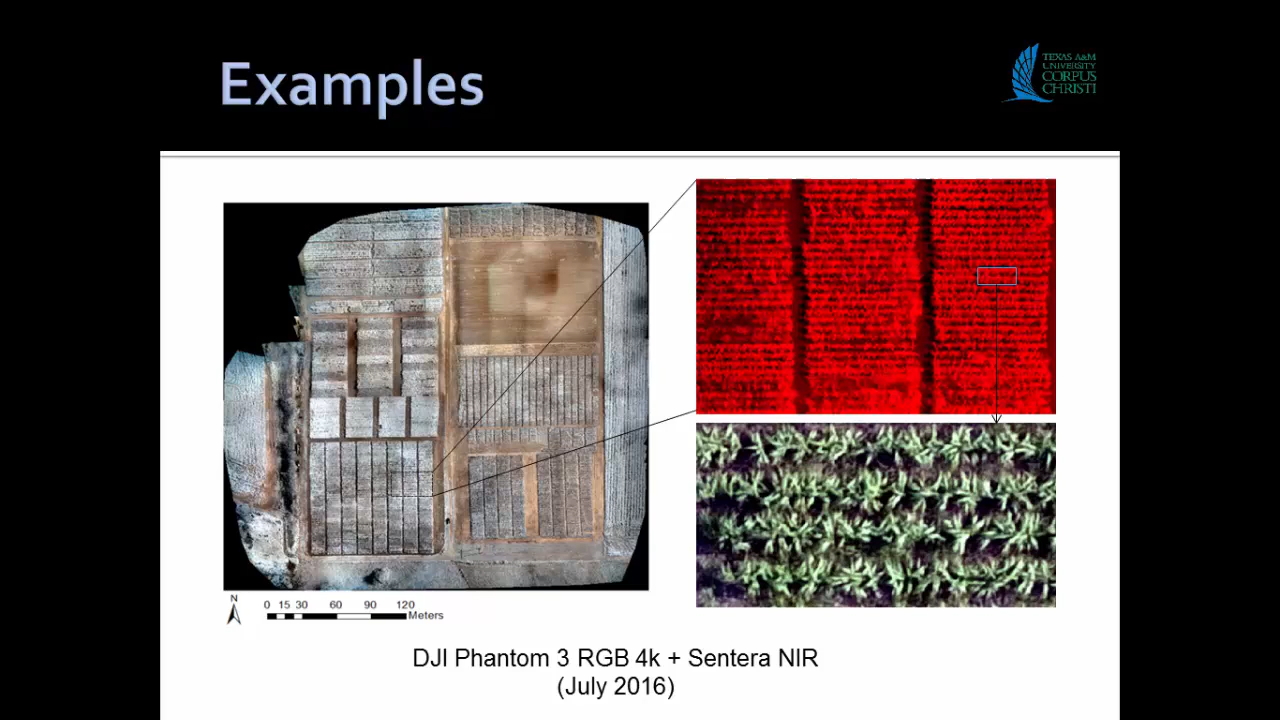 Examples
TEXAS A&M
UNIVERSITY
CORPUS
CHRISTI
N
0 15 30 60 90 120
Meters
DJI Phantom 3 RGB 4k + Sentera NIR
(July 2016)